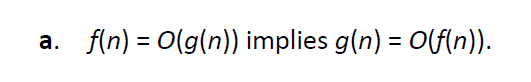 a. f(n) = O(g(n)) implies g(n) = O(f(n)).